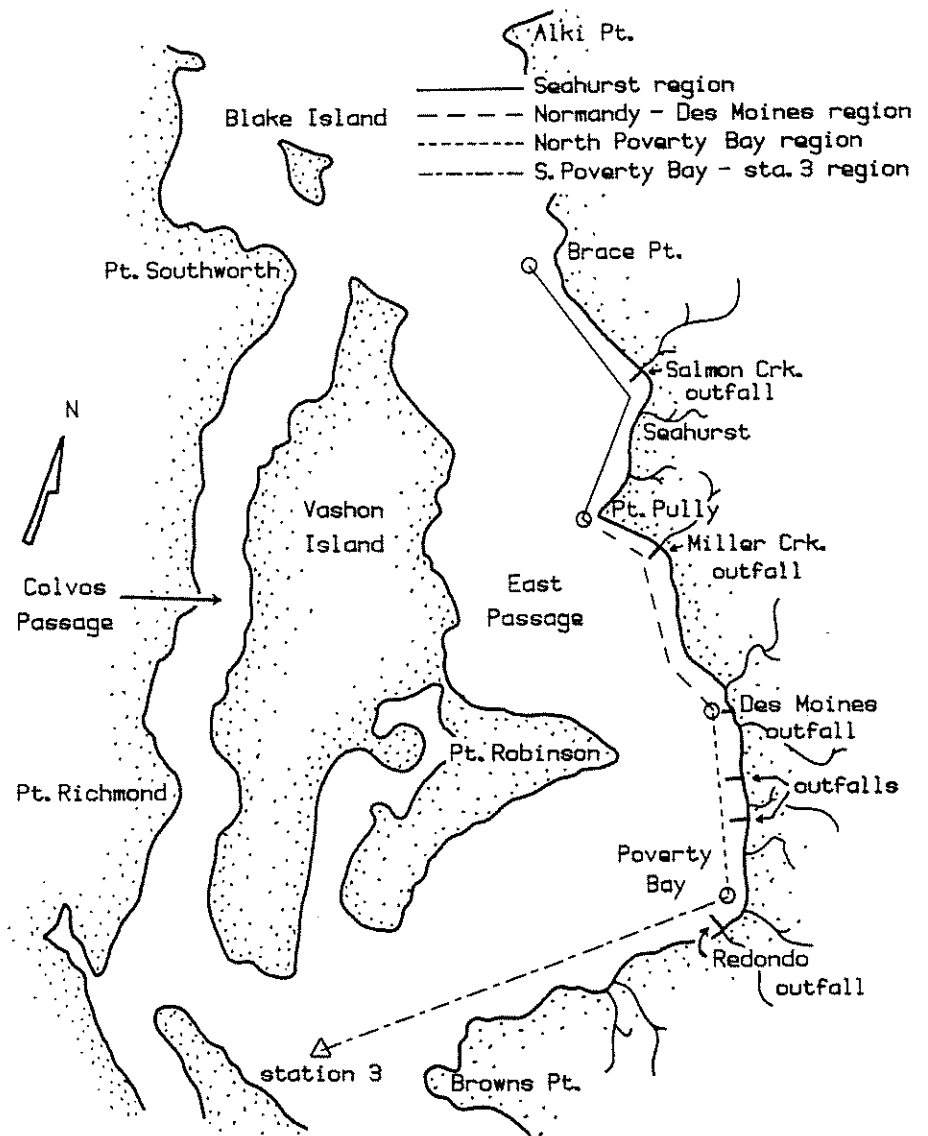 Alki Pt.
Seahurst region
Normandy - Des Moines region
North Poverty Bay region
S. Poverty Bay - sta. 3 region
Blake Island
Brace Pt.
Pt. Southworth
Salmon Crk.
outfall
N
Seahurst
Vashon
Island
Pt. Pully
Miller Crk.
outfall
Colvos
Passage
East
Passage
Des Moines
outfall
Pt. Robinson
Pt. Richmond
outfalls
Poverty
Bay
Redondo
outfall
station 3
Browns Pt.